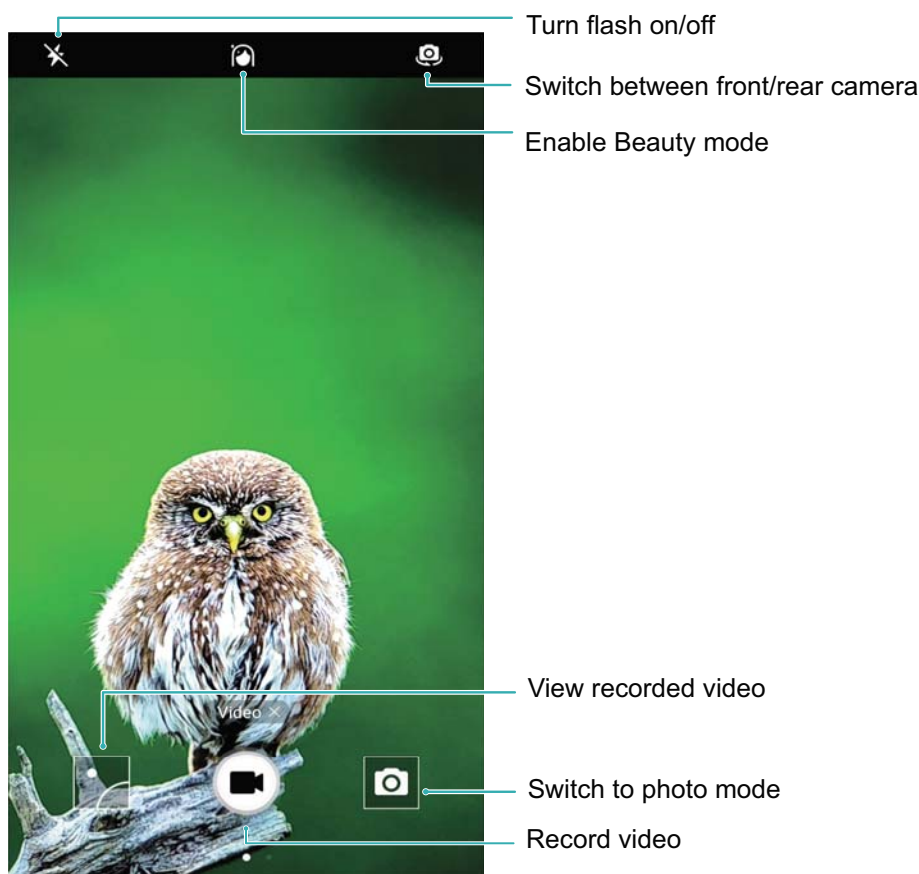 Turn flash on/off
Switch between front/rear camera
Enable Beauty mode
View recorded video
Video ×
Switch to photo mode
Record video